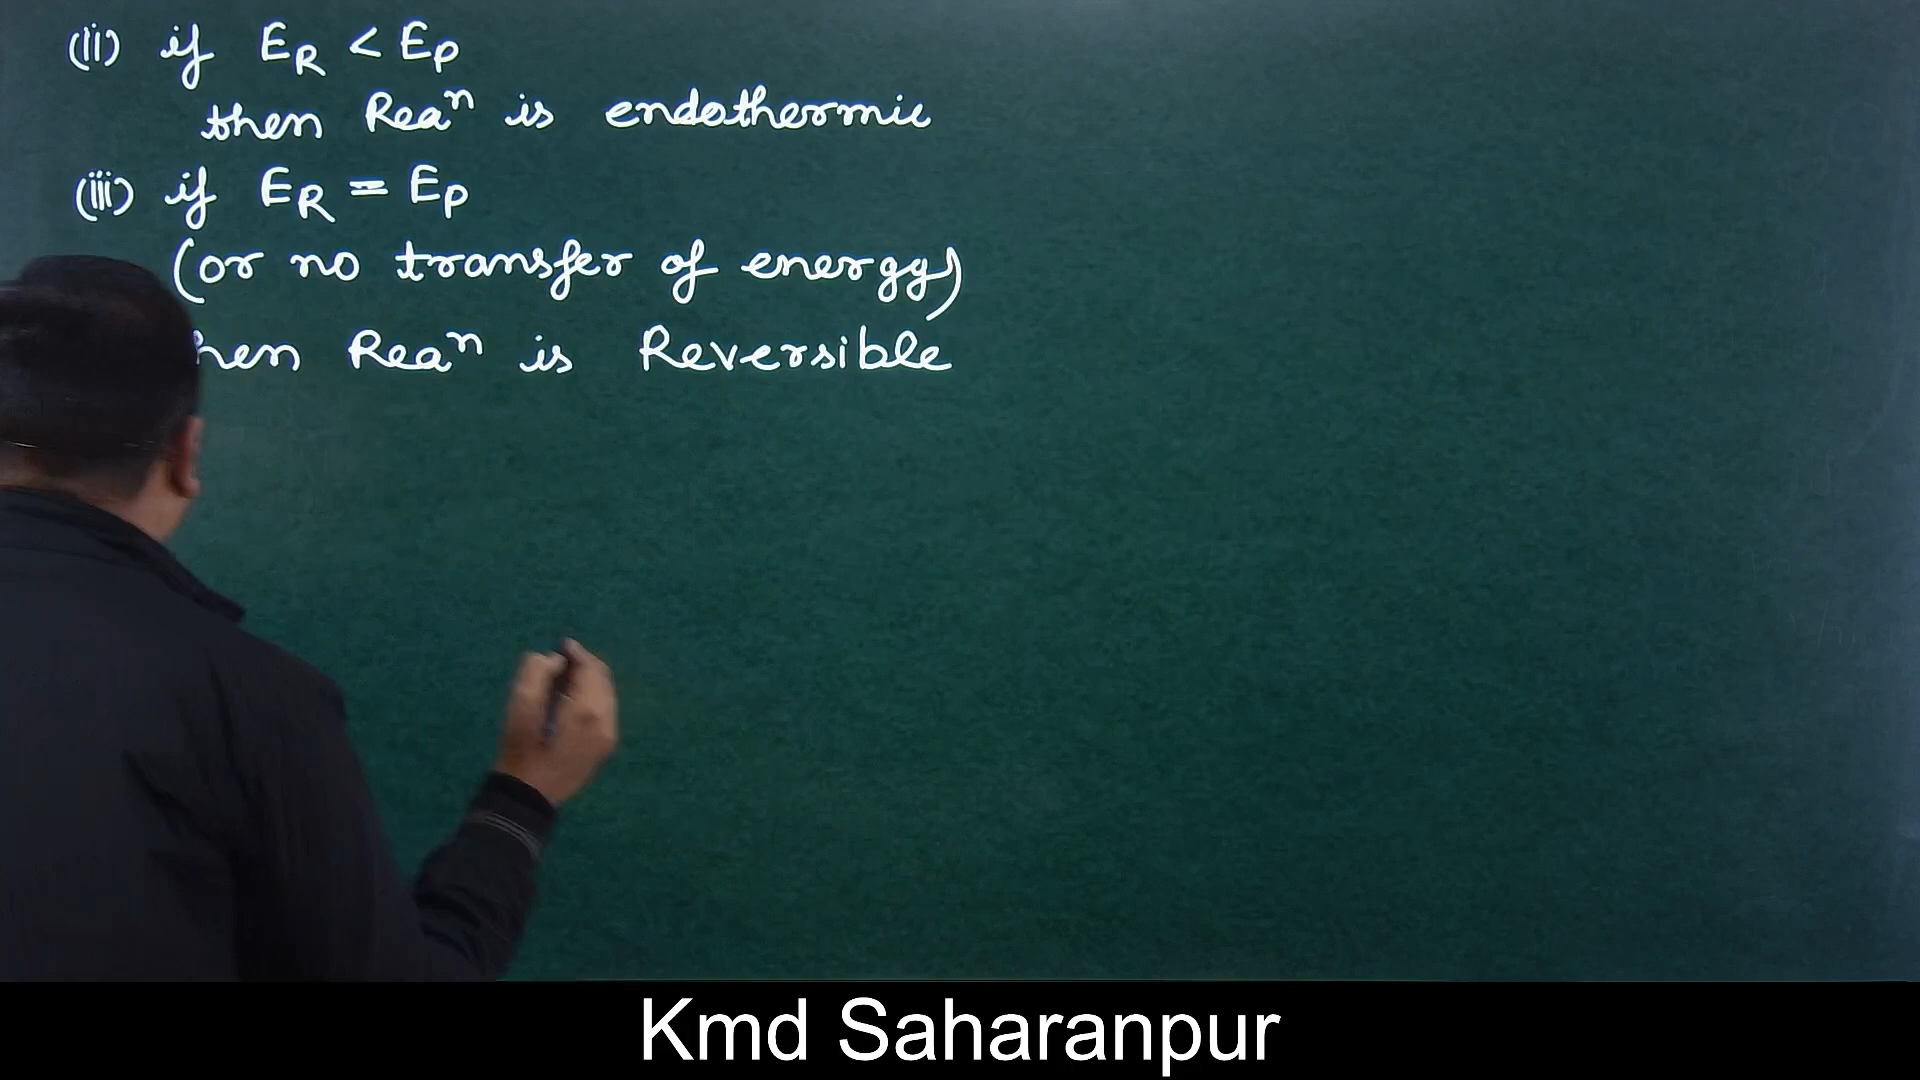 (ii) if E_R < E_P
then Reaⁿ is endothermic
(iii) if E_R = E_P
(or no transfer of energy)
hen Reaⁿ is Reversible
Kmd Saharanpur